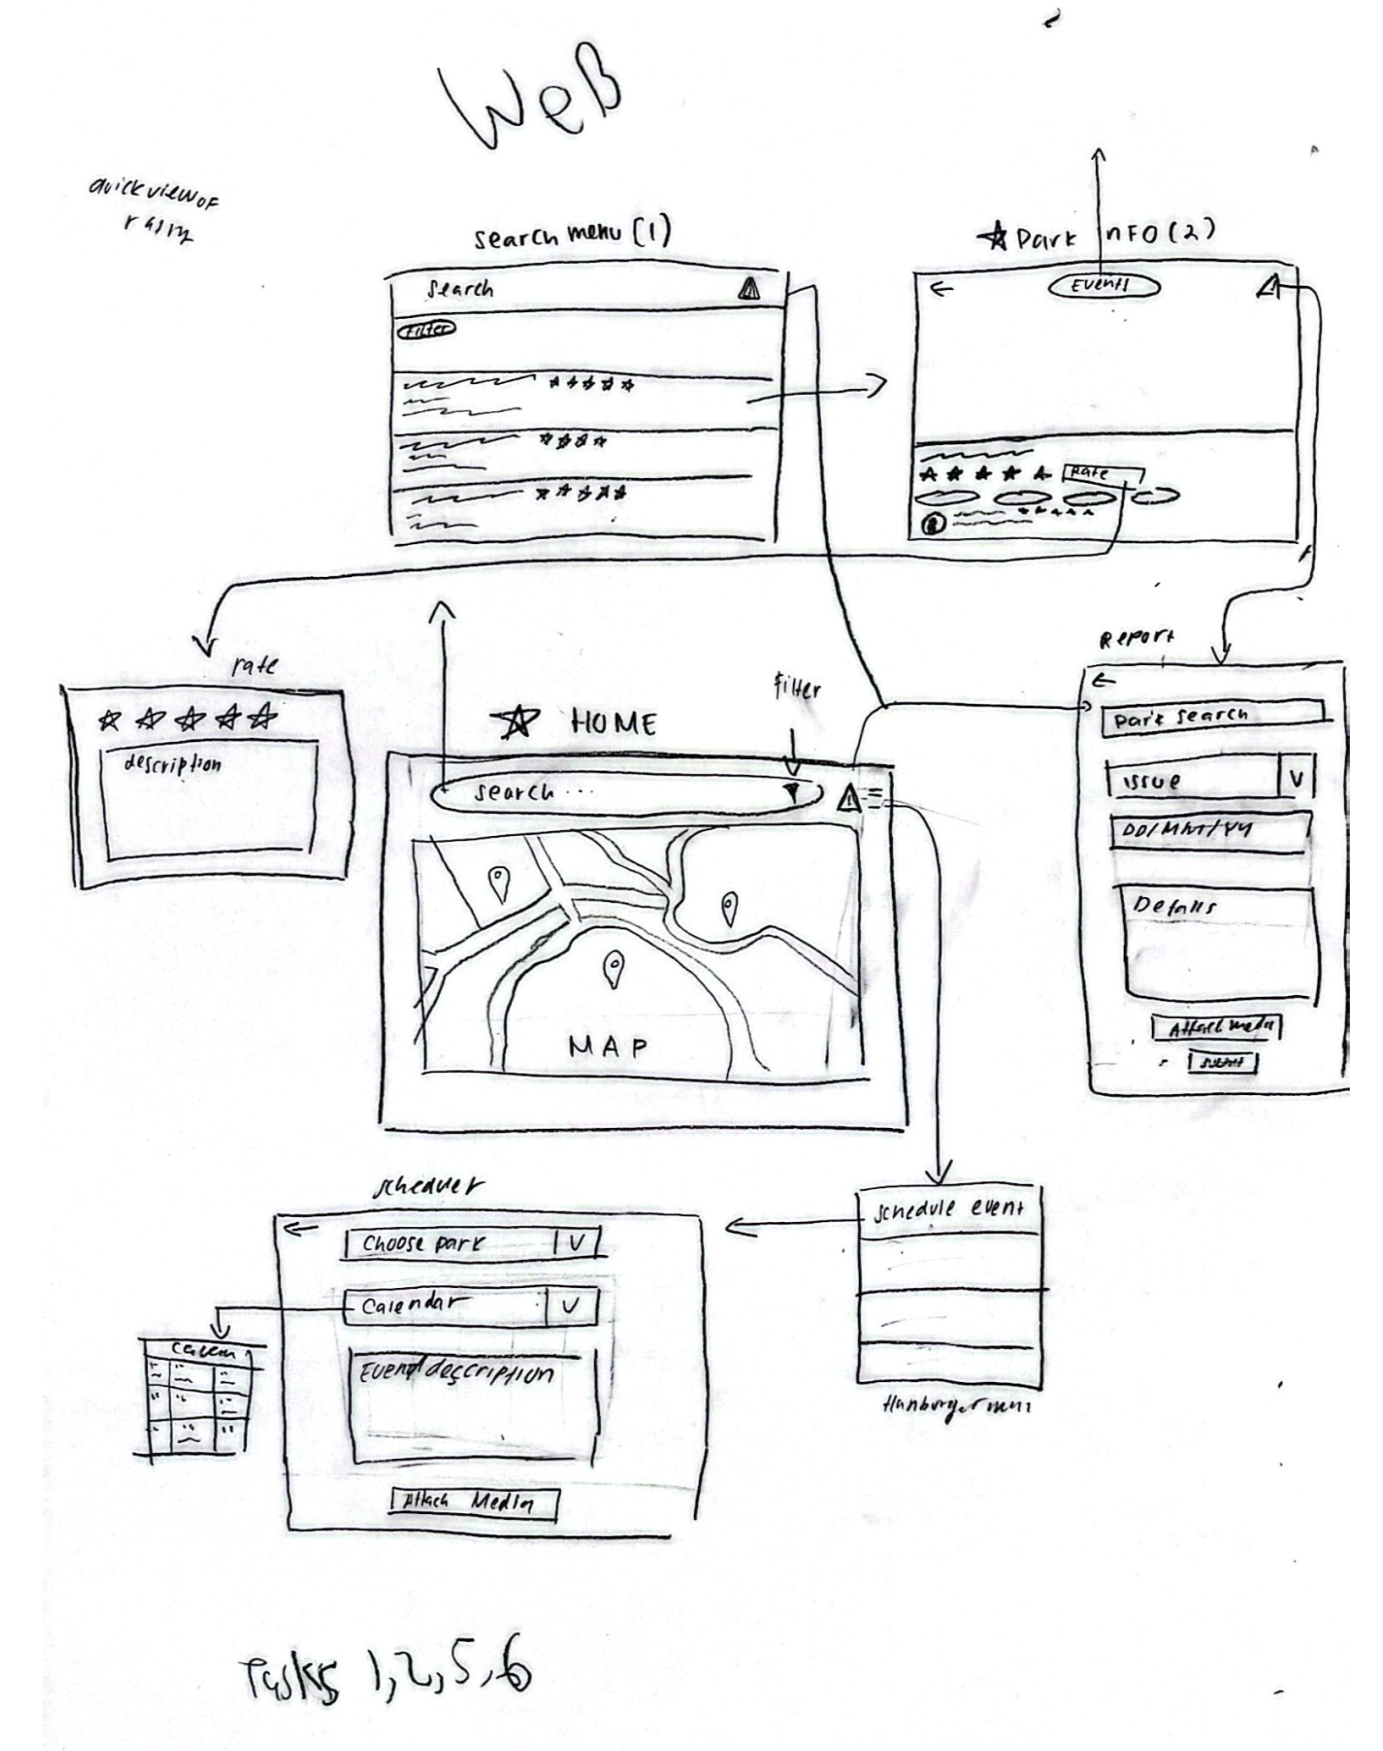 WeB
quick view of
search menu (1)
Park INFO (2)
search
Filter
Events
Rate
rate
description
Filter
HOME
search ...
MAP
Report
Park search
issue
V
DD/MM/YY
Details
Attach media
submit
scheduler
Choose park
V
Calendar
V
Event description
Attach Media
schedule event
Hamburger menu
Tasks 1,2,5,6